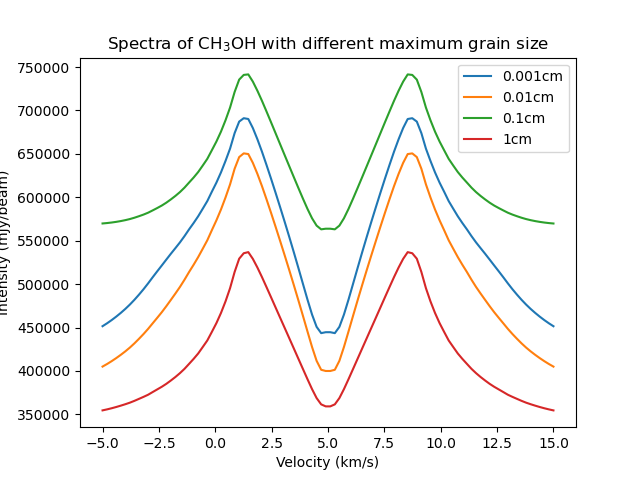 Spectra of CH₃OH with different maximum grain size
Intensity (mJy/beam)
750000
700000
650000
600000
550000
500000
450000
400000
350000
0.001cm
0.01cm
0.1cm
1cm
−5.0 −2.5 0.0 2.5 5.0 7.5 10.0 12.5 15.0
Velocity (km/s)